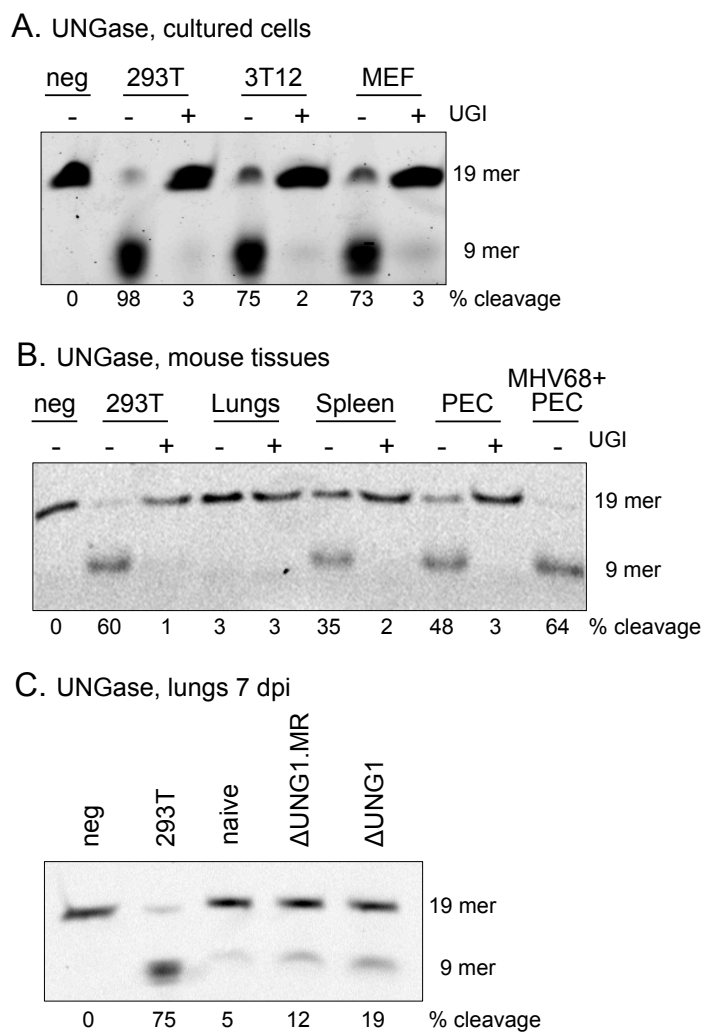 A. UNGase, cultured cells
neg 293T 3T12 MEF
- - + - + - + UGI
19 mer
9 mer
0 98 3 75 2 73 3 % cleavage
B. UNGase, mouse tissues
MHV68+
neg 293T Lungs Spleen PEC PEC
- - + - + - + - + - UGI
19 mer
9 mer
0 60 1 3 3 35 2 48 3 64 % cleavage
C. UNGase, lungs 7 dpi
neg 293T naive ΔUNG1.MR ΔUNG1
19 mer
9 mer
0 75 5 12 19 % cleavage